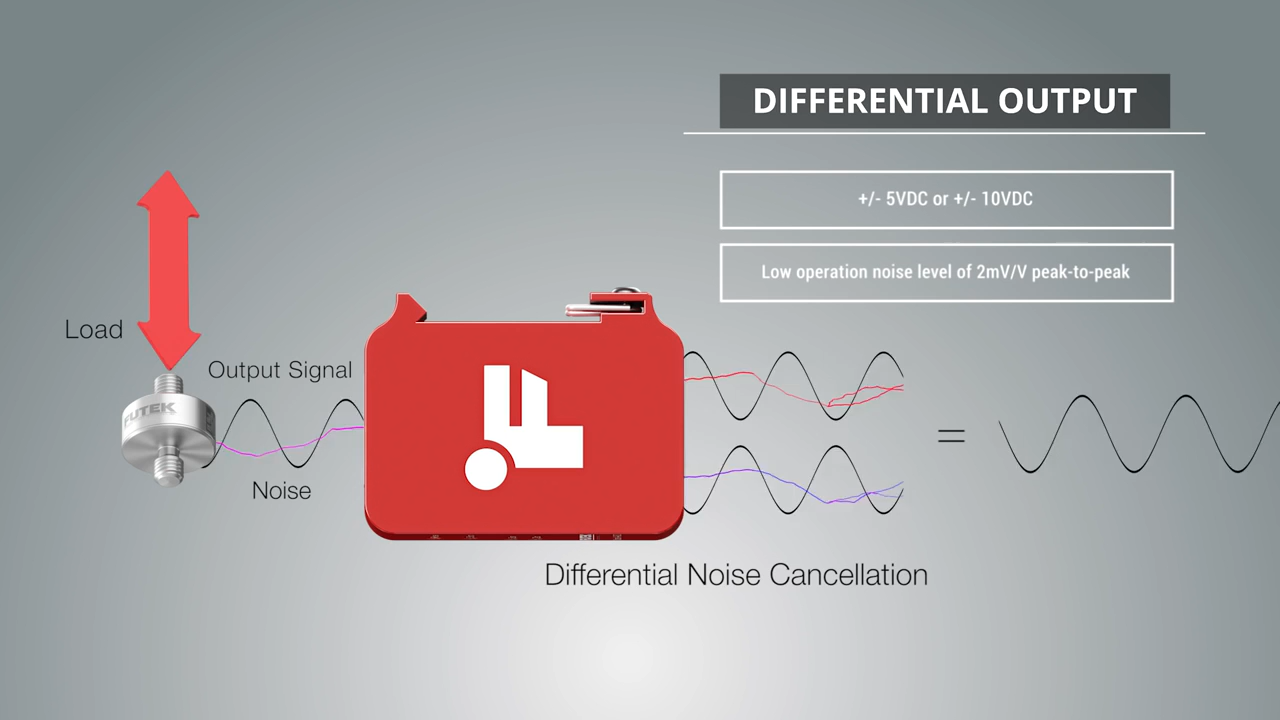 DIFFERENTIAL OUTPUT
+/- 5VDC or +/- 10VDC
Low operation noise level of 2mV/V peak-to-peak
Load
Output Signal
Noise
Differential Noise Cancellation